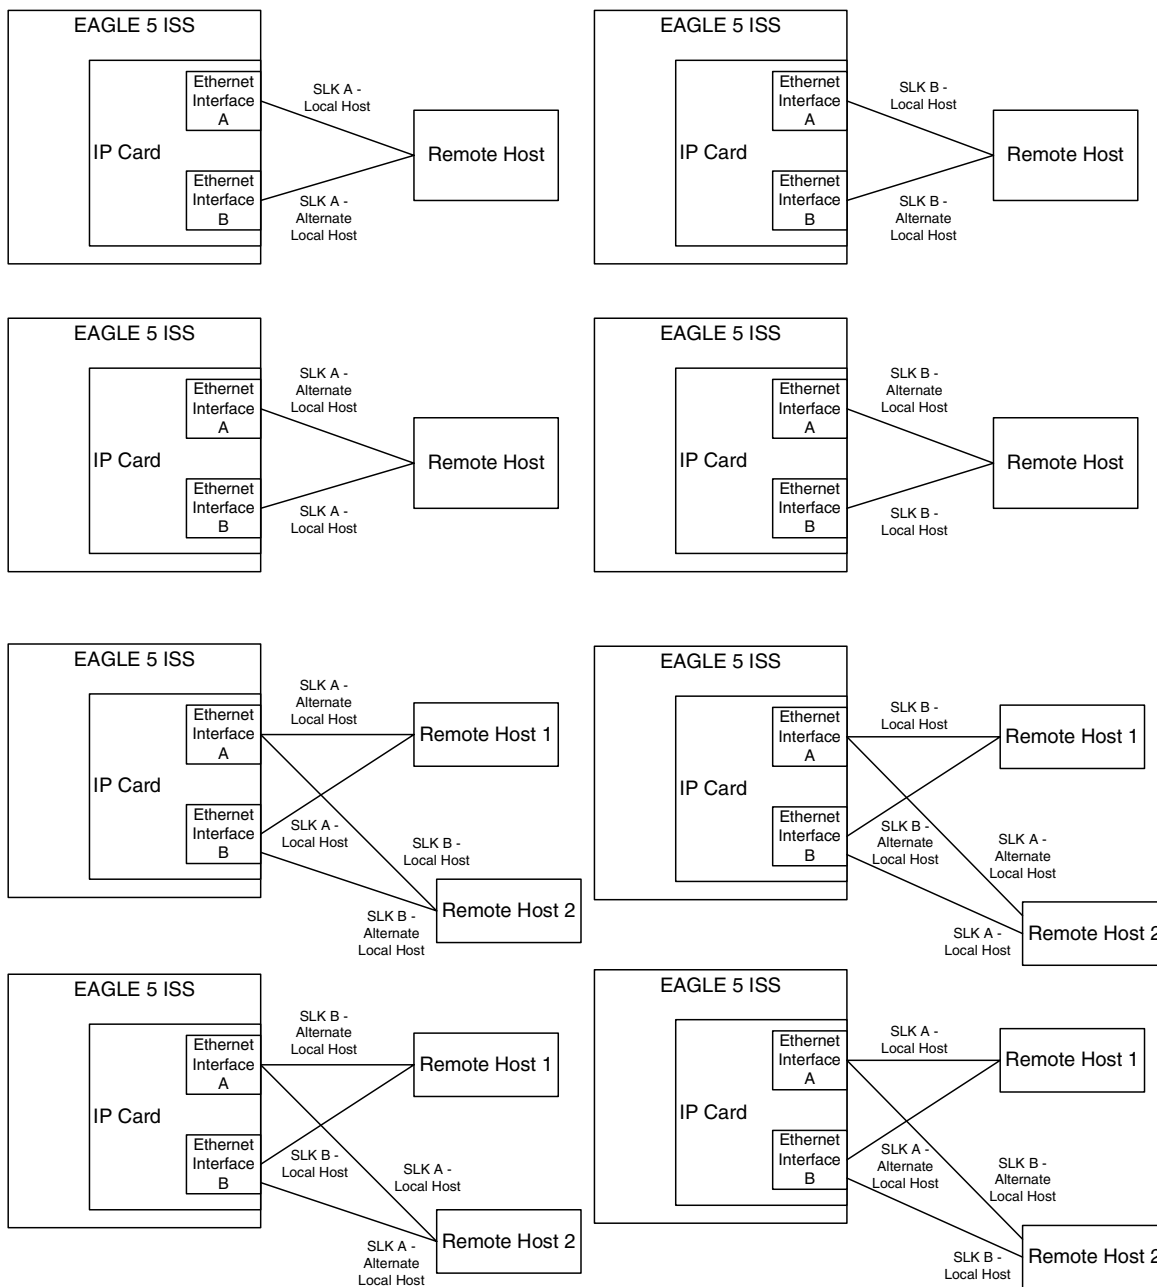 EAGLE 5 ISS
Ethernet
Interface
A
IP Card
Ethernet
Interface
B
SLK A -
Local Host
SLK A -
Alternate
Local Host
Remote Host
EAGLE 5 ISS
Ethernet
Interface
A
IP Card
Ethernet
Interface
B
SLK B -
Local Host
SLK B -
Alternate
Local Host
Remote Host
EAGLE 5 ISS
Ethernet
Interface
A
IP Card
Ethernet
Interface
B
SLK A -
Alternate
Local Host
SLK A -
Local Host
Remote Host
EAGLE 5 ISS
Ethernet
Interface
A
IP Card
Ethernet
Interface
B
SLK B -
Alternate
Local Host
SLK B -
Local Host
Remote Host
EAGLE 5 ISS
Ethernet
Interface
A
IP Card
Ethernet
Interface
B
SLK A -
Alternate
Local Host
Remote Host 1
SLK A -
Local Host
SLK B -
Local Host
SLK B -
Alternate
Local Host
Remote Host 2
EAGLE 5 ISS
Ethernet
Interface
A
IP Card
Ethernet
Interface
B
SLK B -
Local Host
Remote Host 1
SLK B -
Alternate
Local Host
SLK A -
Alternate
Local Host
SLK A -
Local Host
Remote Host 2
EAGLE 5 ISS
Ethernet
Interface
A
IP Card
Ethernet
Interface
B
SLK B -
Alternate
Local Host
Remote Host 1
SLK B -
Local Host
SLK A -
Local Host
SLK A -
Alternate
Local Host
Remote Host 2
EAGLE 5 ISS
Ethernet
Interface
A
IP Card
Ethernet
Interface
B
SLK A -
Local Host
Remote Host 1
SLK A -
Alternate
Local Host
SLK B -
Alternate
Local Host
SLK B -
Local Host
Remote Host 2